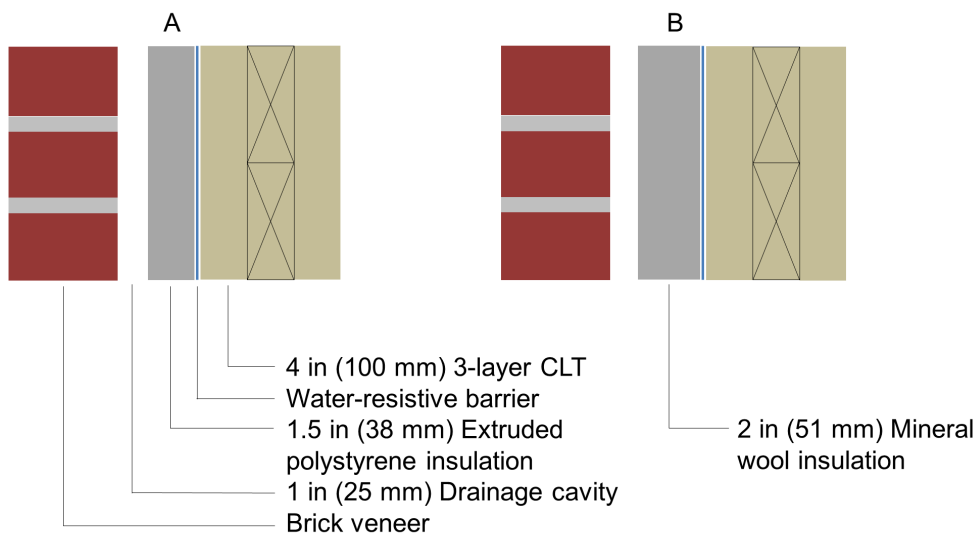 A
B
4 in (100 mm) 3-layer CLT
Water-resistive barrier
1.5 in (38 mm) Extruded
polystyrene insulation
1 in (25 mm) Drainage cavity
Brick veneer
2 in (51 mm) Mineral
wool insulation